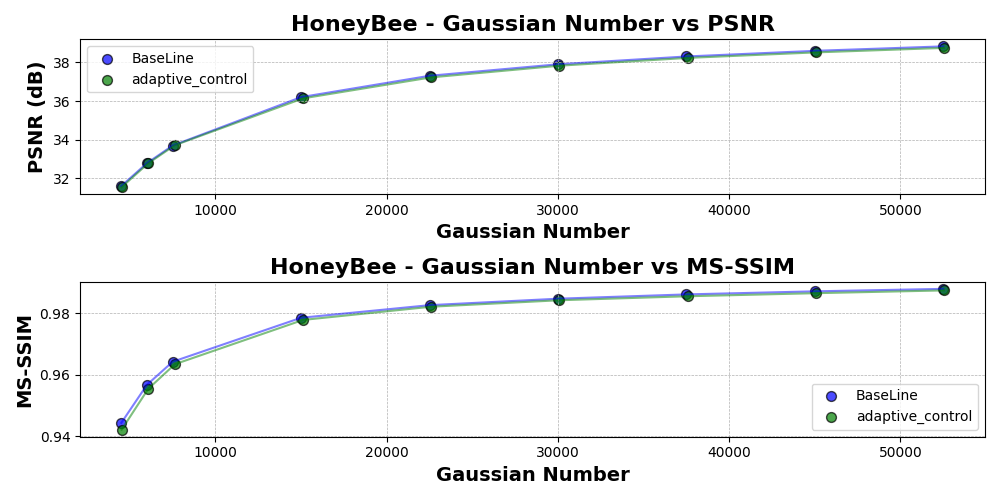 HoneyBee - Gaussian Number vs PSNR
PSNR (dB)
38
36
34
32
BaseLine
adaptive_control
10000 20000 30000 40000 50000
Gaussian Number
HoneyBee - Gaussian Number vs MS-SSIM
MS-SSIM
0.98
0.96
0.94
BaseLine
adaptive_control
10000 20000 30000 40000 50000
Gaussian Number